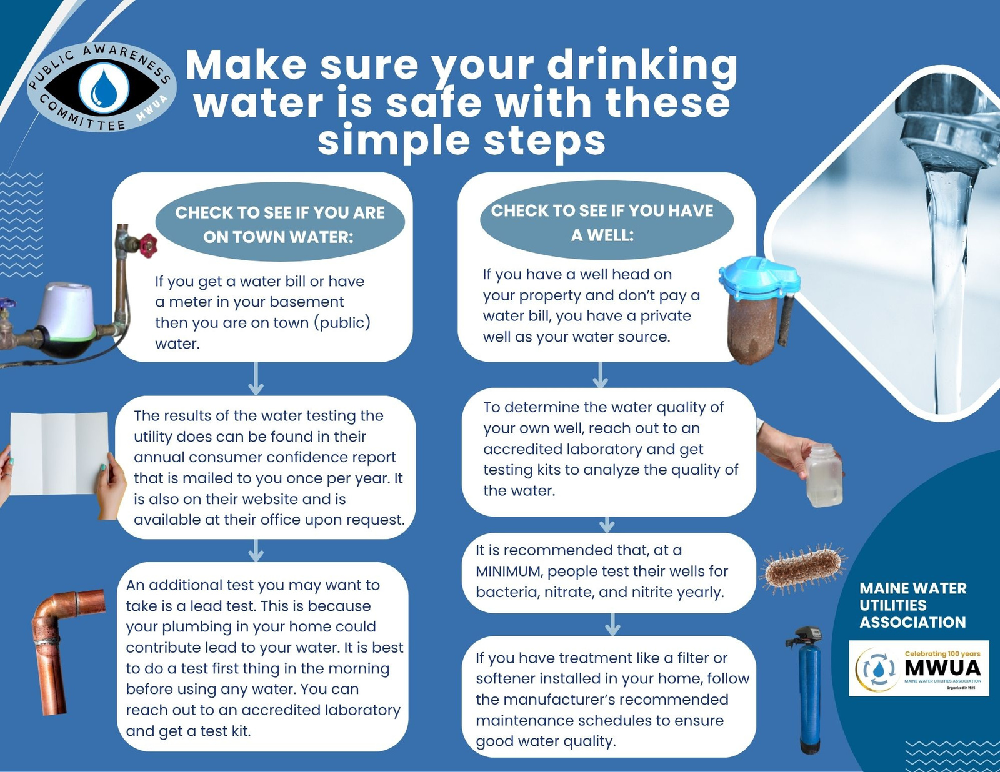 PUBLIC AWARENESS
COMMITTEE
MWUA
Make sure your drinking
water is safe with these
simple steps
CHECK TO SEE IF YOU ARE
ON TOWN WATER:
If you get a water bill or have
a meter in your basement
then you are on town (public)
water.
The results of the water testing the
utility does can be found in their
annual consumer confidence report
that is mailed to you once per year. It
is also on their website and is
available at their office upon request.
An additional test you may want to
take is a lead test. This is because
your plumbing in your home could
contribute lead to your water. It is best
to do a test first thing in the morning
before using any water. You can
reach out to an accredited laboratory
and get a test kit.
CHECK TO SEE IF YOU HAVE
A WELL:
If you have a well head on
your property and don’t pay a
water bill, you have a private
well as your water source.
To determine the water quality of
your own well, reach out to an
accredited laboratory and get
testing kits to analyze the quality of
the water.
It is recommended that, at a
MINIMUM, people test their wells for
bacteria, nitrate, and nitrite yearly.
If you have treatment like a filter or
softener installed in your home, follow
the manufacturer’s recommended
maintenance schedules to ensure
good water quality.
MAINE WATER
UTILITIES
ASSOCIATION
Celebrating 100 years
MWUA
MAINE WATER UTILITIES ASSOCIATION
Organized in 1925